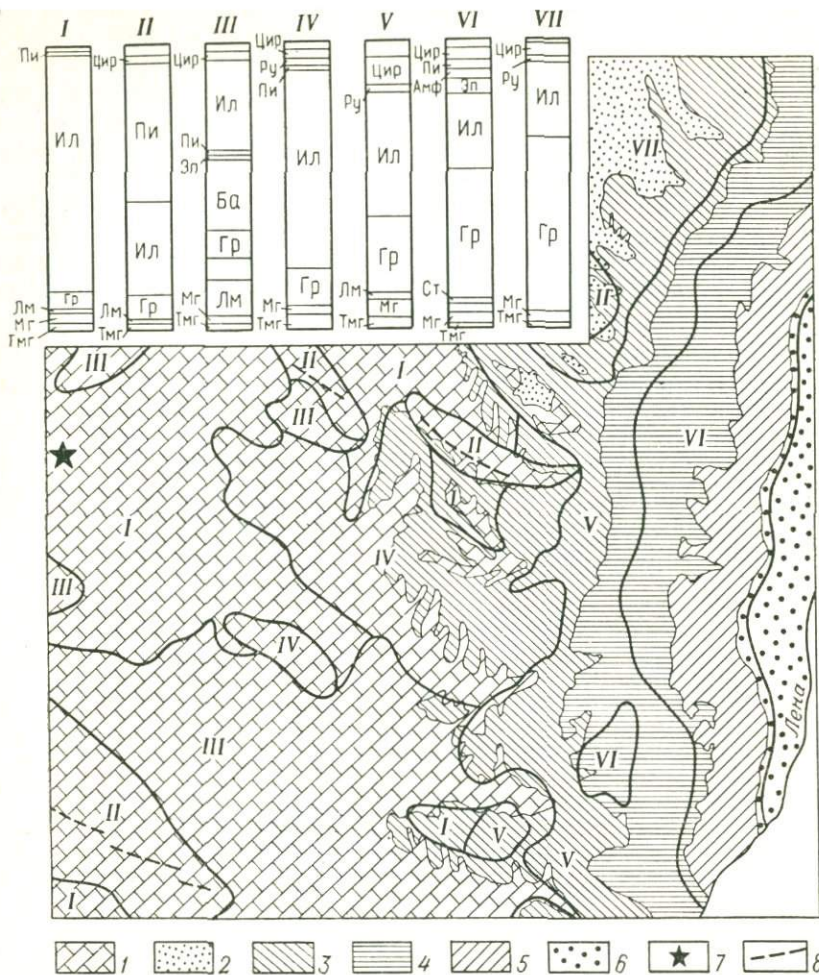 I II III IV V VI VII
Пи
Ил
Гр
Лм
Мг
Тмг
Цир
Пи
Ил
Гр
Лм
Тмг
Цир
Ил
Пи
Эп
Ба
Гр
Лм
Мг
Тмг
Цир
Ру
Пи
Ил
Гр
Мг
Тмг
Цир
Ру
Ил
Гр
Лм
Мг
Тмг
Цир
Пи
Амф
Эп
Ил
Гр
Ст
Мг
Тмг
Цир
Ру
Ил
Гр
Мг
Тмг
VII
II
III
II
I
III
II
VI
I
I
V
IV
III
IV
III
Лена
VI
II
I
V
V
I
1 2 3 4 5 6 7 8